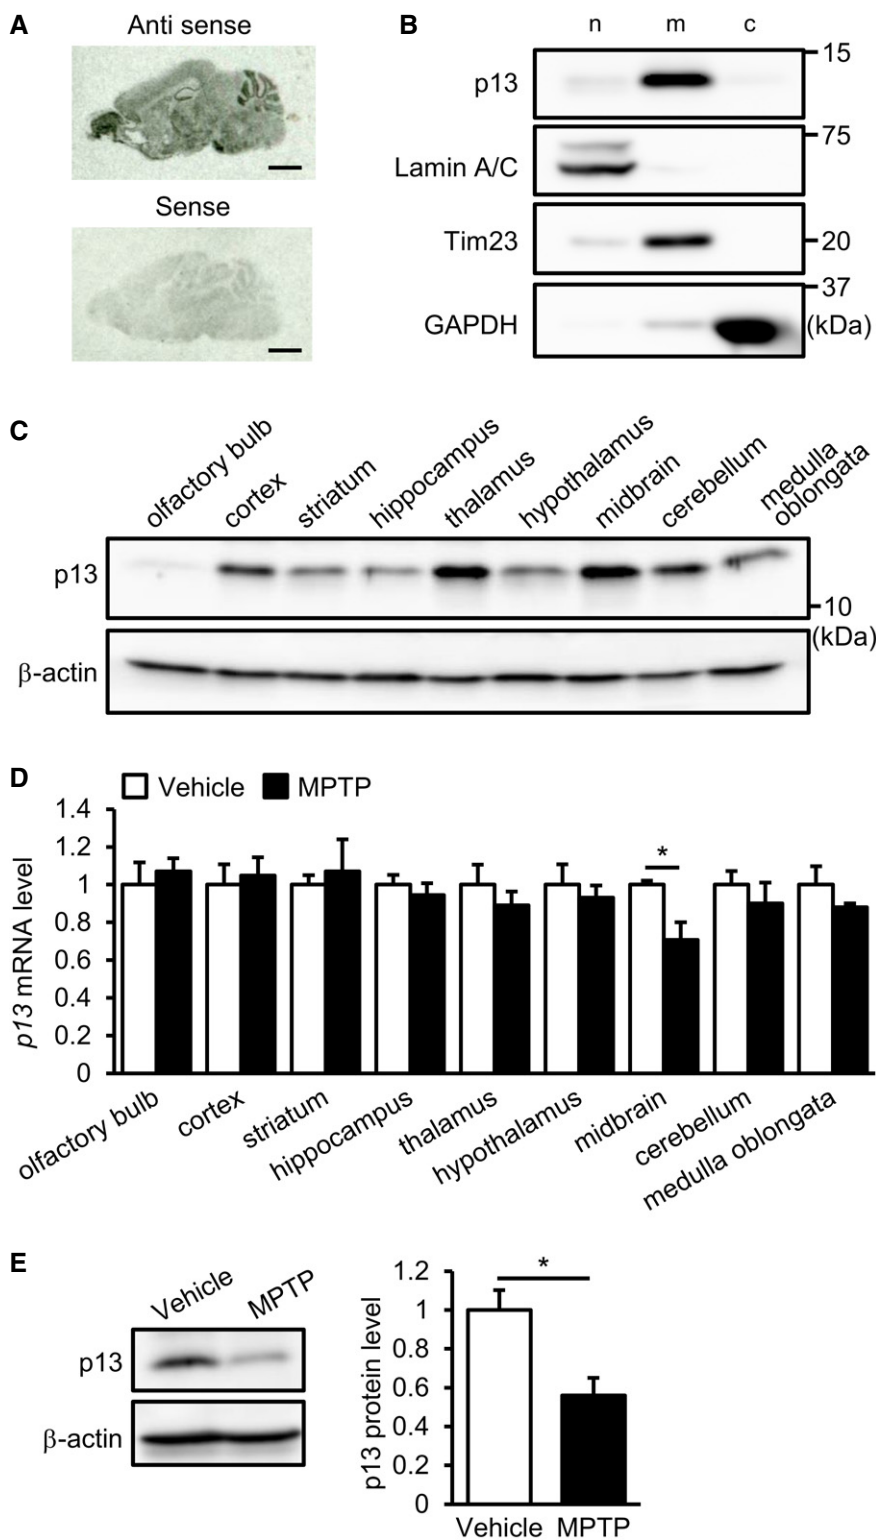 A
Anti sense
Sense
B
n m c
p13
15
Lamin A/C
75
Tim23
20
GAPDH
37
(kDa)
C
olfactory bulb
cortex
striatum
hippocampus
thalamus
hypothalamus
midbrain
cerebellum
medulla
oblongata
p13
10
(kDa)
β-actin
D
Vehicle MPTP
p13 mRNA level
1.4
1.2
1
0.8
0.6
0.4
0.2
0
*
olfactory bulb
cortex
striatum
hippocampus
thalamus
hypothalamus
midbrain
cerebellum
medulla oblongata
E
Vehicle
MPTP
p13
β-actin
p13 protein level
1.2
1
0.8
0.6
0.4
0.2
0
*
Vehicle MPTP